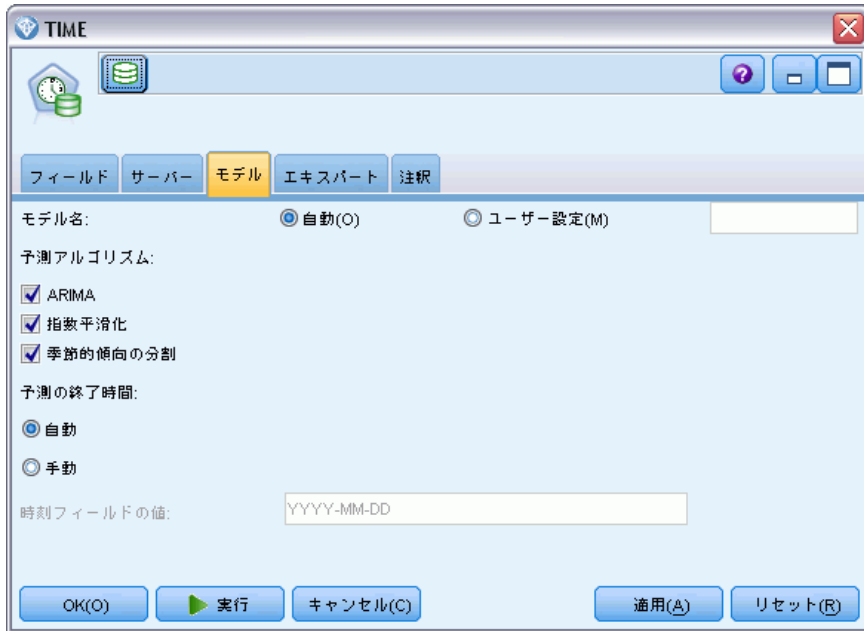 TIME
フィールド サーバー モデル エキスパート 注釈
モデル名: 自動(O) ユーザー設定(M)
予測アルゴリズム:
ARIMA
指数平滑化
季節的傾向の分割
予測の終了時間:
自動
手動
時刻フィールドの値: YYYY-MM-DD
OK(O) 実行 キャンセル(C) 適用(A) リセット(R)